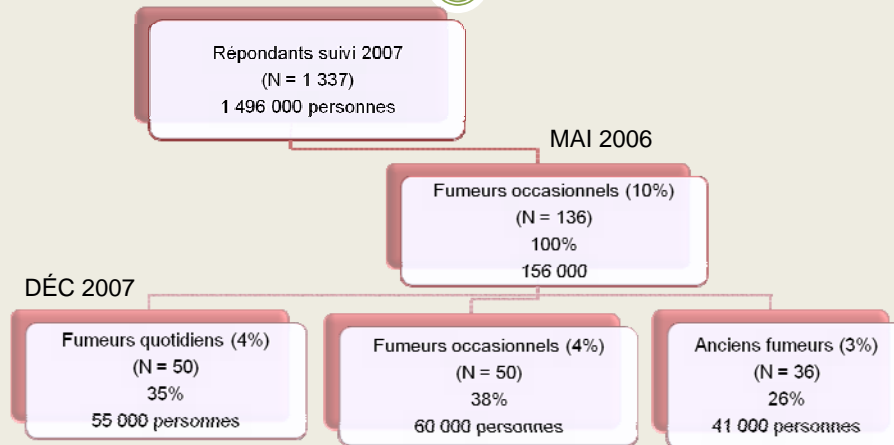 Répondants suivi 2007
(N = 1 337)
1 496 000 personnes
MAI 2006
Fumeurs occasionnels (10%)
(N = 136)
100%
156 000
DÉC 2007
Fumeurs quotidiens (4%)
(N = 50)
35%
55 000 personnes
Fumeurs occasionnels (4%)
(N = 50)
38%
60 000 personnes
Anciens fumeurs (3%)
(N = 36)
26%
41 000 personnes